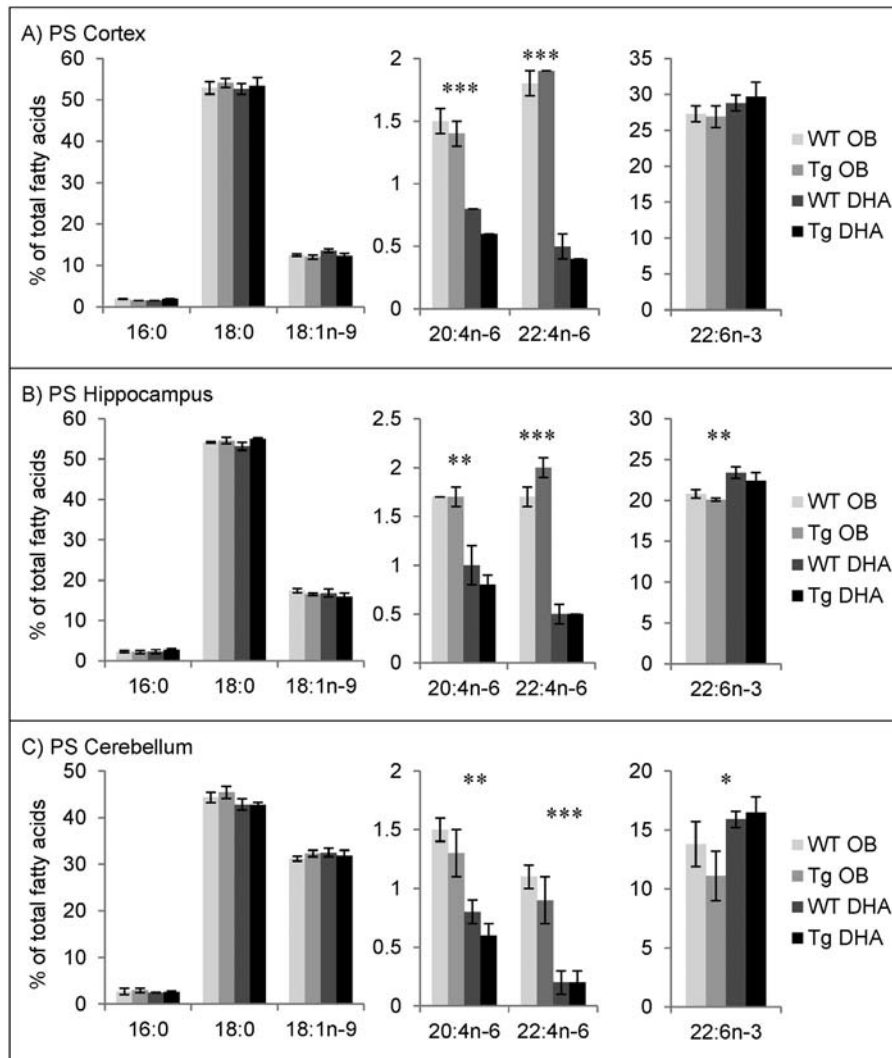 A) PS Cortex
% of total fatty acids
60
50
40
30
20
10
0
16:0 18:0 18:1n-9
2
1.5
1
0.5
0
*** ***
20:4n-6 22:4n-6
35
30
25
20
15
10
5
0
22:6n-3
WT OB
Tg OB
WT DHA
Tg DHA
B) PS Hippocampus
% of total fatty acids
60
50
40
30
20
10
0
16:0 18:0 18:1n-9
2.5
2
1.5
1
0.5
0
** ***
20:4n-6 22:4n-6
30
25
20
15
10
5
0
**
22:6n-3
WT OB
Tg OB
WT DHA
Tg DHA
C) PS Cerebellum
% of total fatty acids
50
40
30
20
10
0
16:0 18:0 18:1n-9
2
1.5
1
0.5
0
** ***
20:4n-6 22:4n-6
20
15
10
5
0
*
22:6n-3
WT OB
Tg OB
WT DHA
Tg DHA